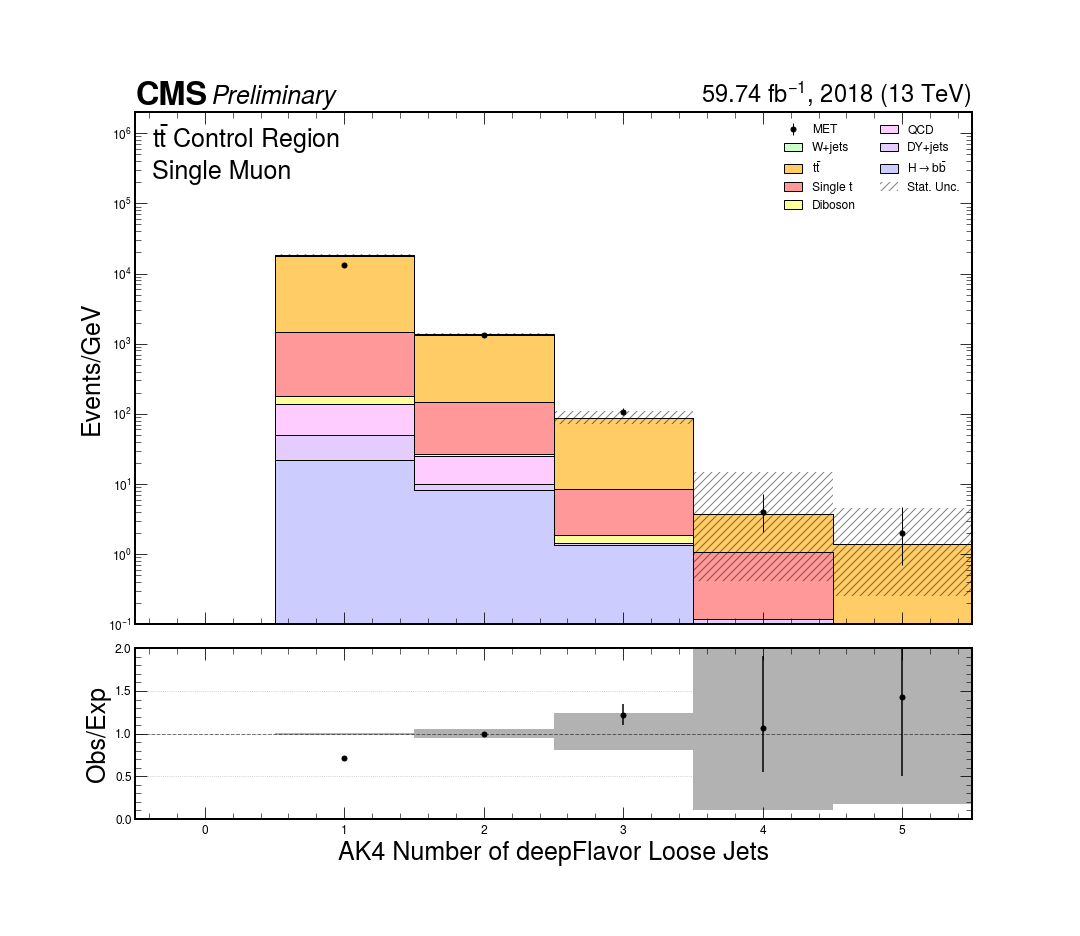 CMS Preliminary 59.74 fb⁻¹, 2018 (13 TeV)
tt̄ Control Region
Single Muon
MET
W+jets
tt̄
Single t
Diboson
QCD
DY+jets
H→bb̄
Stat. Unc.
Events/GeV
10⁶
10⁵
10⁴
10³
10²
10¹
10⁰
10⁻¹
Obs/Exp
2.0
1.5
1.0
0.5
0.0
0 1 2 3 4 5
AK4 Number of deepFlavor Loose Jets